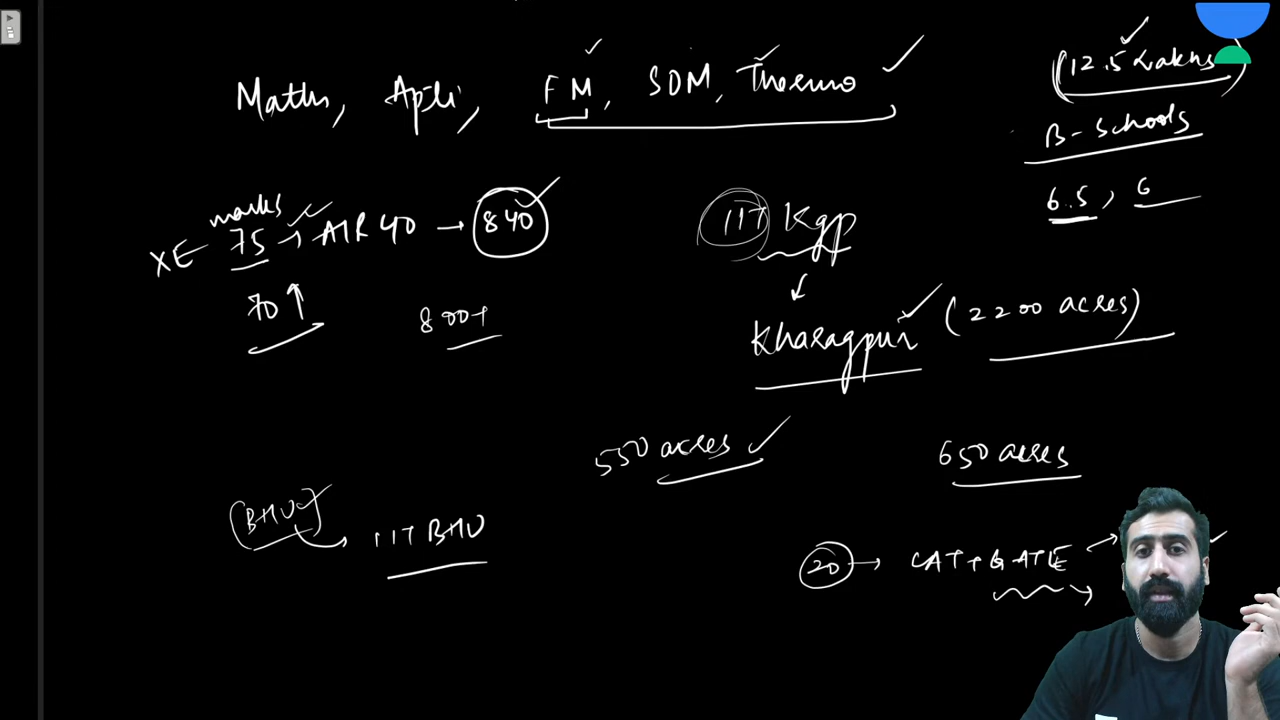 Maths, Apti, FM, SOM, Thermo
(12.5 Lakhs)
B-Schools
6.5, 6
XE 75 marks → AIR 40 → 840
70↑
800+
IIT Kgp
↓
Kharagpur (2200 acres)
550 acres
650 acres
(BHU) → IIT BHU
20 → CAT + GATE